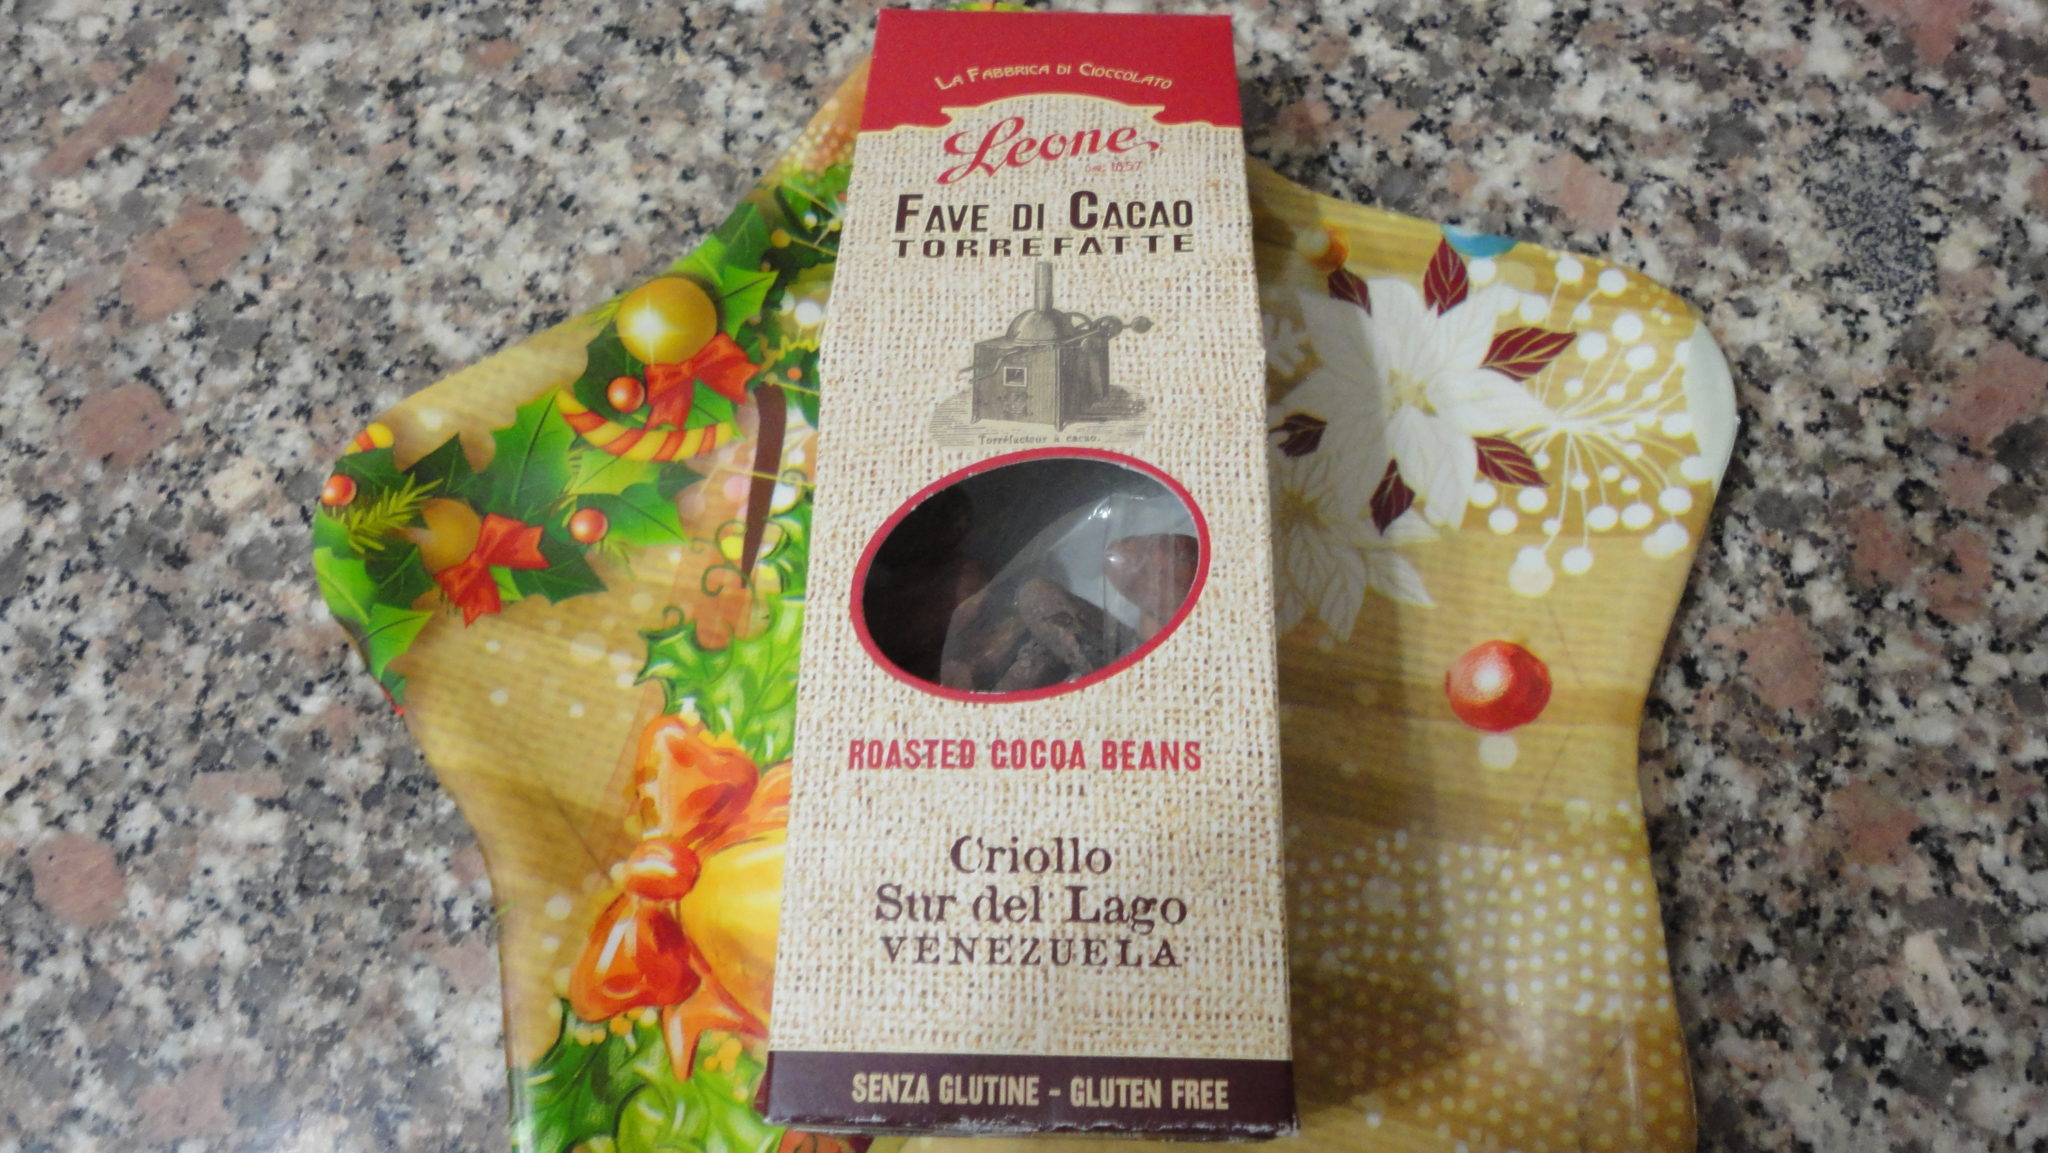 La Fabbrica di Cioccolato
Leone
dal 1857
Fave di Cacao
TORREFATTE
Torréfacteur à cacao.
ROASTED COCOA BEANS
Criollo
Sur del Lago
VENEZUELA
SENZA GLUTINE - GLUTEN FREE